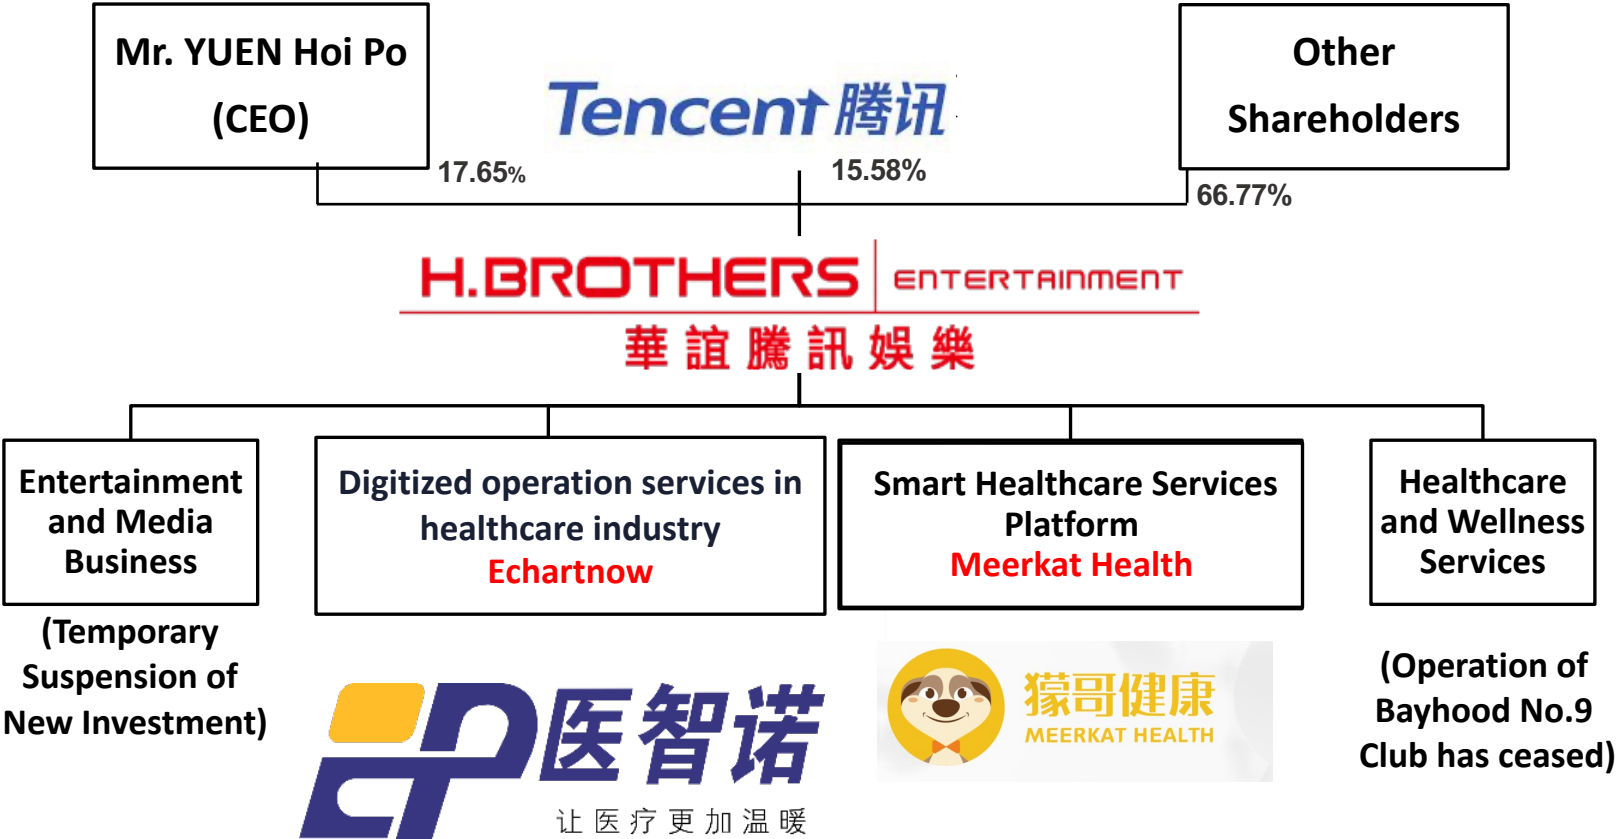 Mr. YUEN Hoi Po
(CEO)
Tencent 腾讯
Other
Shareholders
17.65%
15.58%
66.77%
H.BROTHERS ENTERTAINMENT
華誼騰訊娛樂
Entertainment
and Media
Business
Digitized operation services in
healthcare industry
Echartnow
Smart Healthcare Services
Platform
Meerkat Health
Healthcare
and Wellness
Services
(Temporary
Suspension of
New Investment)
医智诺
让医疗更加温暖
獴哥健康
MEERKAT HEALTH
(Operation of
Bayhood No.9
Club has ceased)